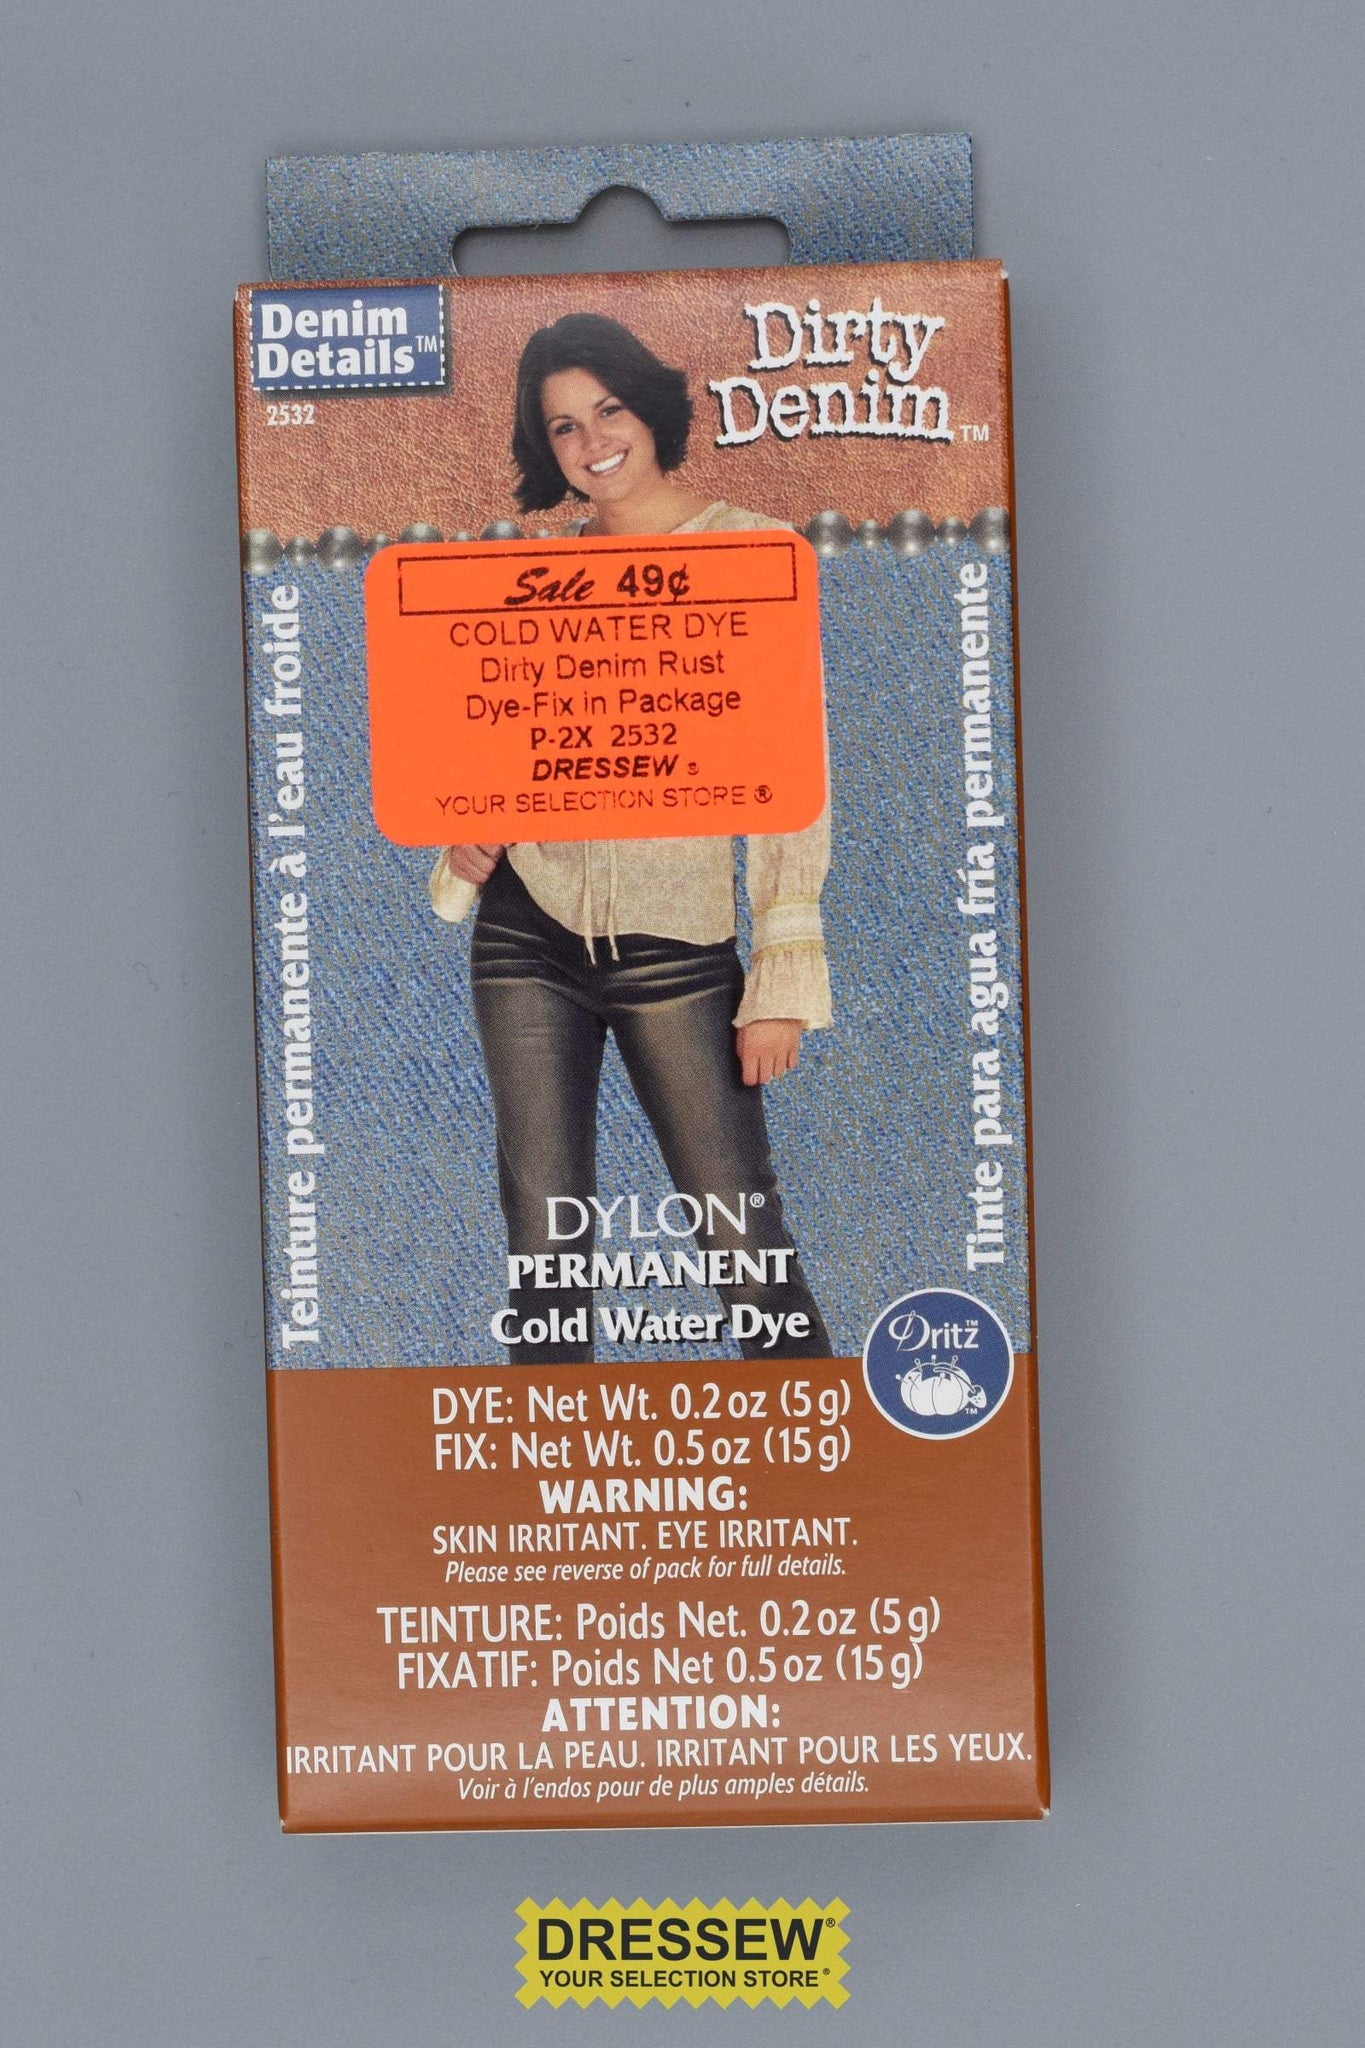 Denim
Details™
2532
Dirty
Denim™
Sale 49¢
COLD WATER DYE
Dirty Denim Rust
Dye-Fix in Package
P-2X 2532
DRESSEW ®
YOUR SELECTION STORE ®
Teinture permanente à l'eau froide
Tinte para agua fría permanente
DYLON®
PERMANENT
Cold Water Dye
Dritz™
™
DYE: Net Wt. 0.2 oz (5 g)
FIX: Net Wt. 0.5 oz (15 g)
WARNING:
SKIN IRRITANT. EYE IRRITANT.
Please see reverse of pack for full details.
TEINTURE: Poids Net. 0.2 oz (5 g)
FIXATIF: Poids Net 0.5 oz (15 g)
ATTENTION:
IRRITANT POUR LA PEAU. IRRITANT POUR LES YEUX.
Voir à l'endos pour de plus amples détails.
DRESSEW®
YOUR SELECTION STORE®